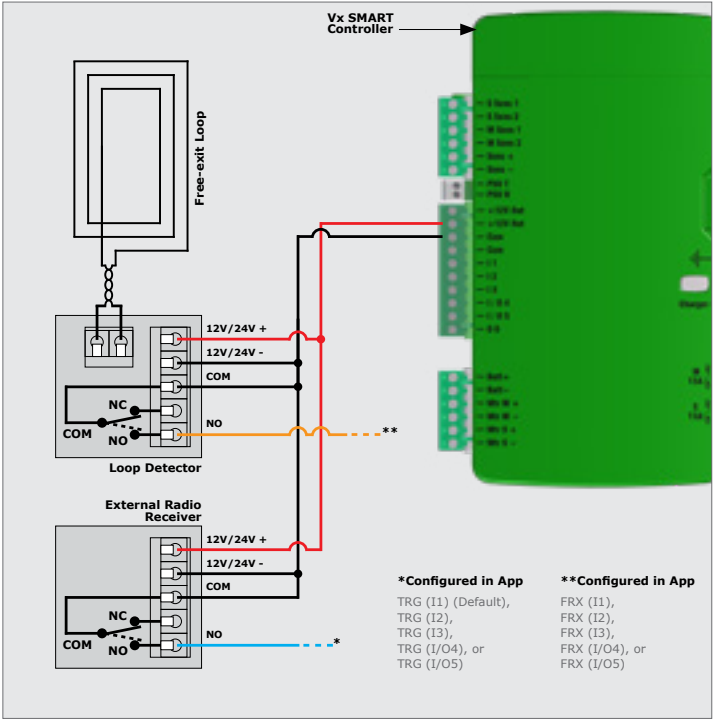 Vx SMART
Controller
Free-exit Loop
12V/24V +
12V/24V -
COM
NC
COM
NO
NO
**
Loop Detector
External Radio
Receiver
12V/24V +
12V/24V -
COM
NC
COM
NO
NO
*
*Configured in App
TRG (I1) (Default),
TRG (I2),
TRG (I3),
TRG (I/O4), or
TRG (I/O5)
**Configured in App
FRX (I1),
FRX (I2),
FRX (I3),
FRX (I/O4), or
FRX (I/O5)
Com
Com
Charger